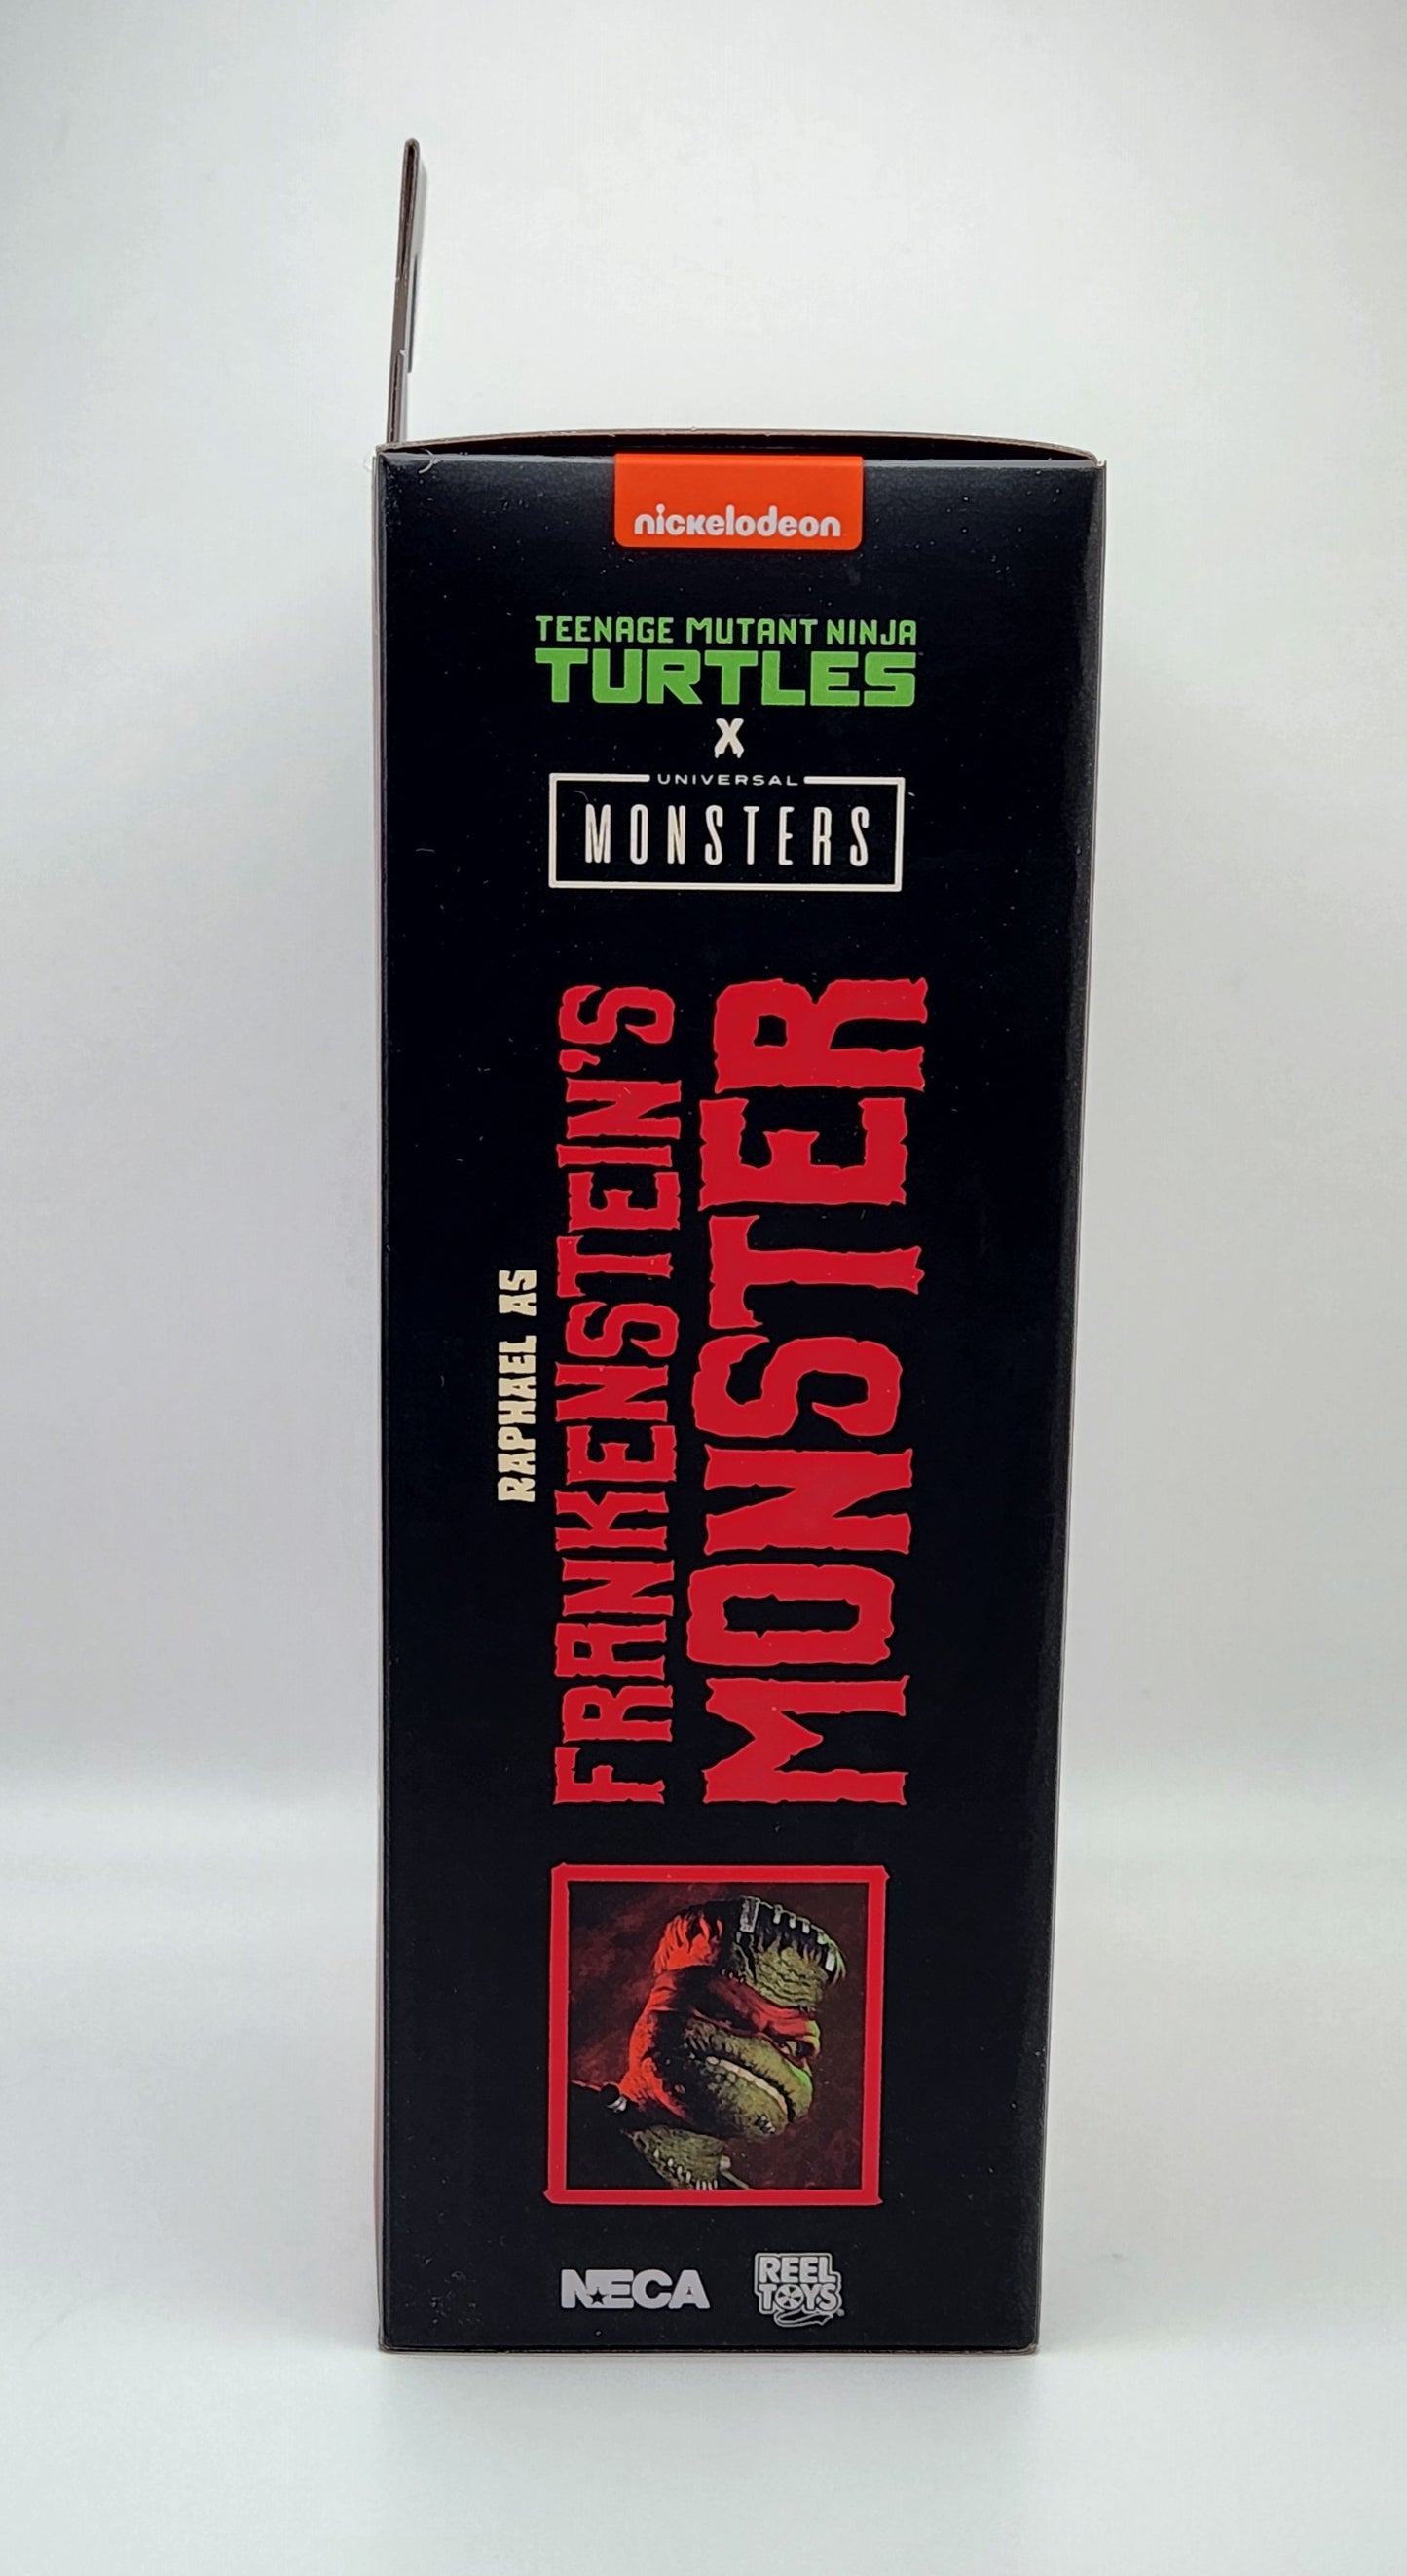 nickelodeon
TEENAGE MUTANT NINJA
TURTLES
X
UNIVERSAL
MONSTERS
RAPHAEL AS
FRANKENSTEIN'S
MONSTER
NECA
REEL
TOYS